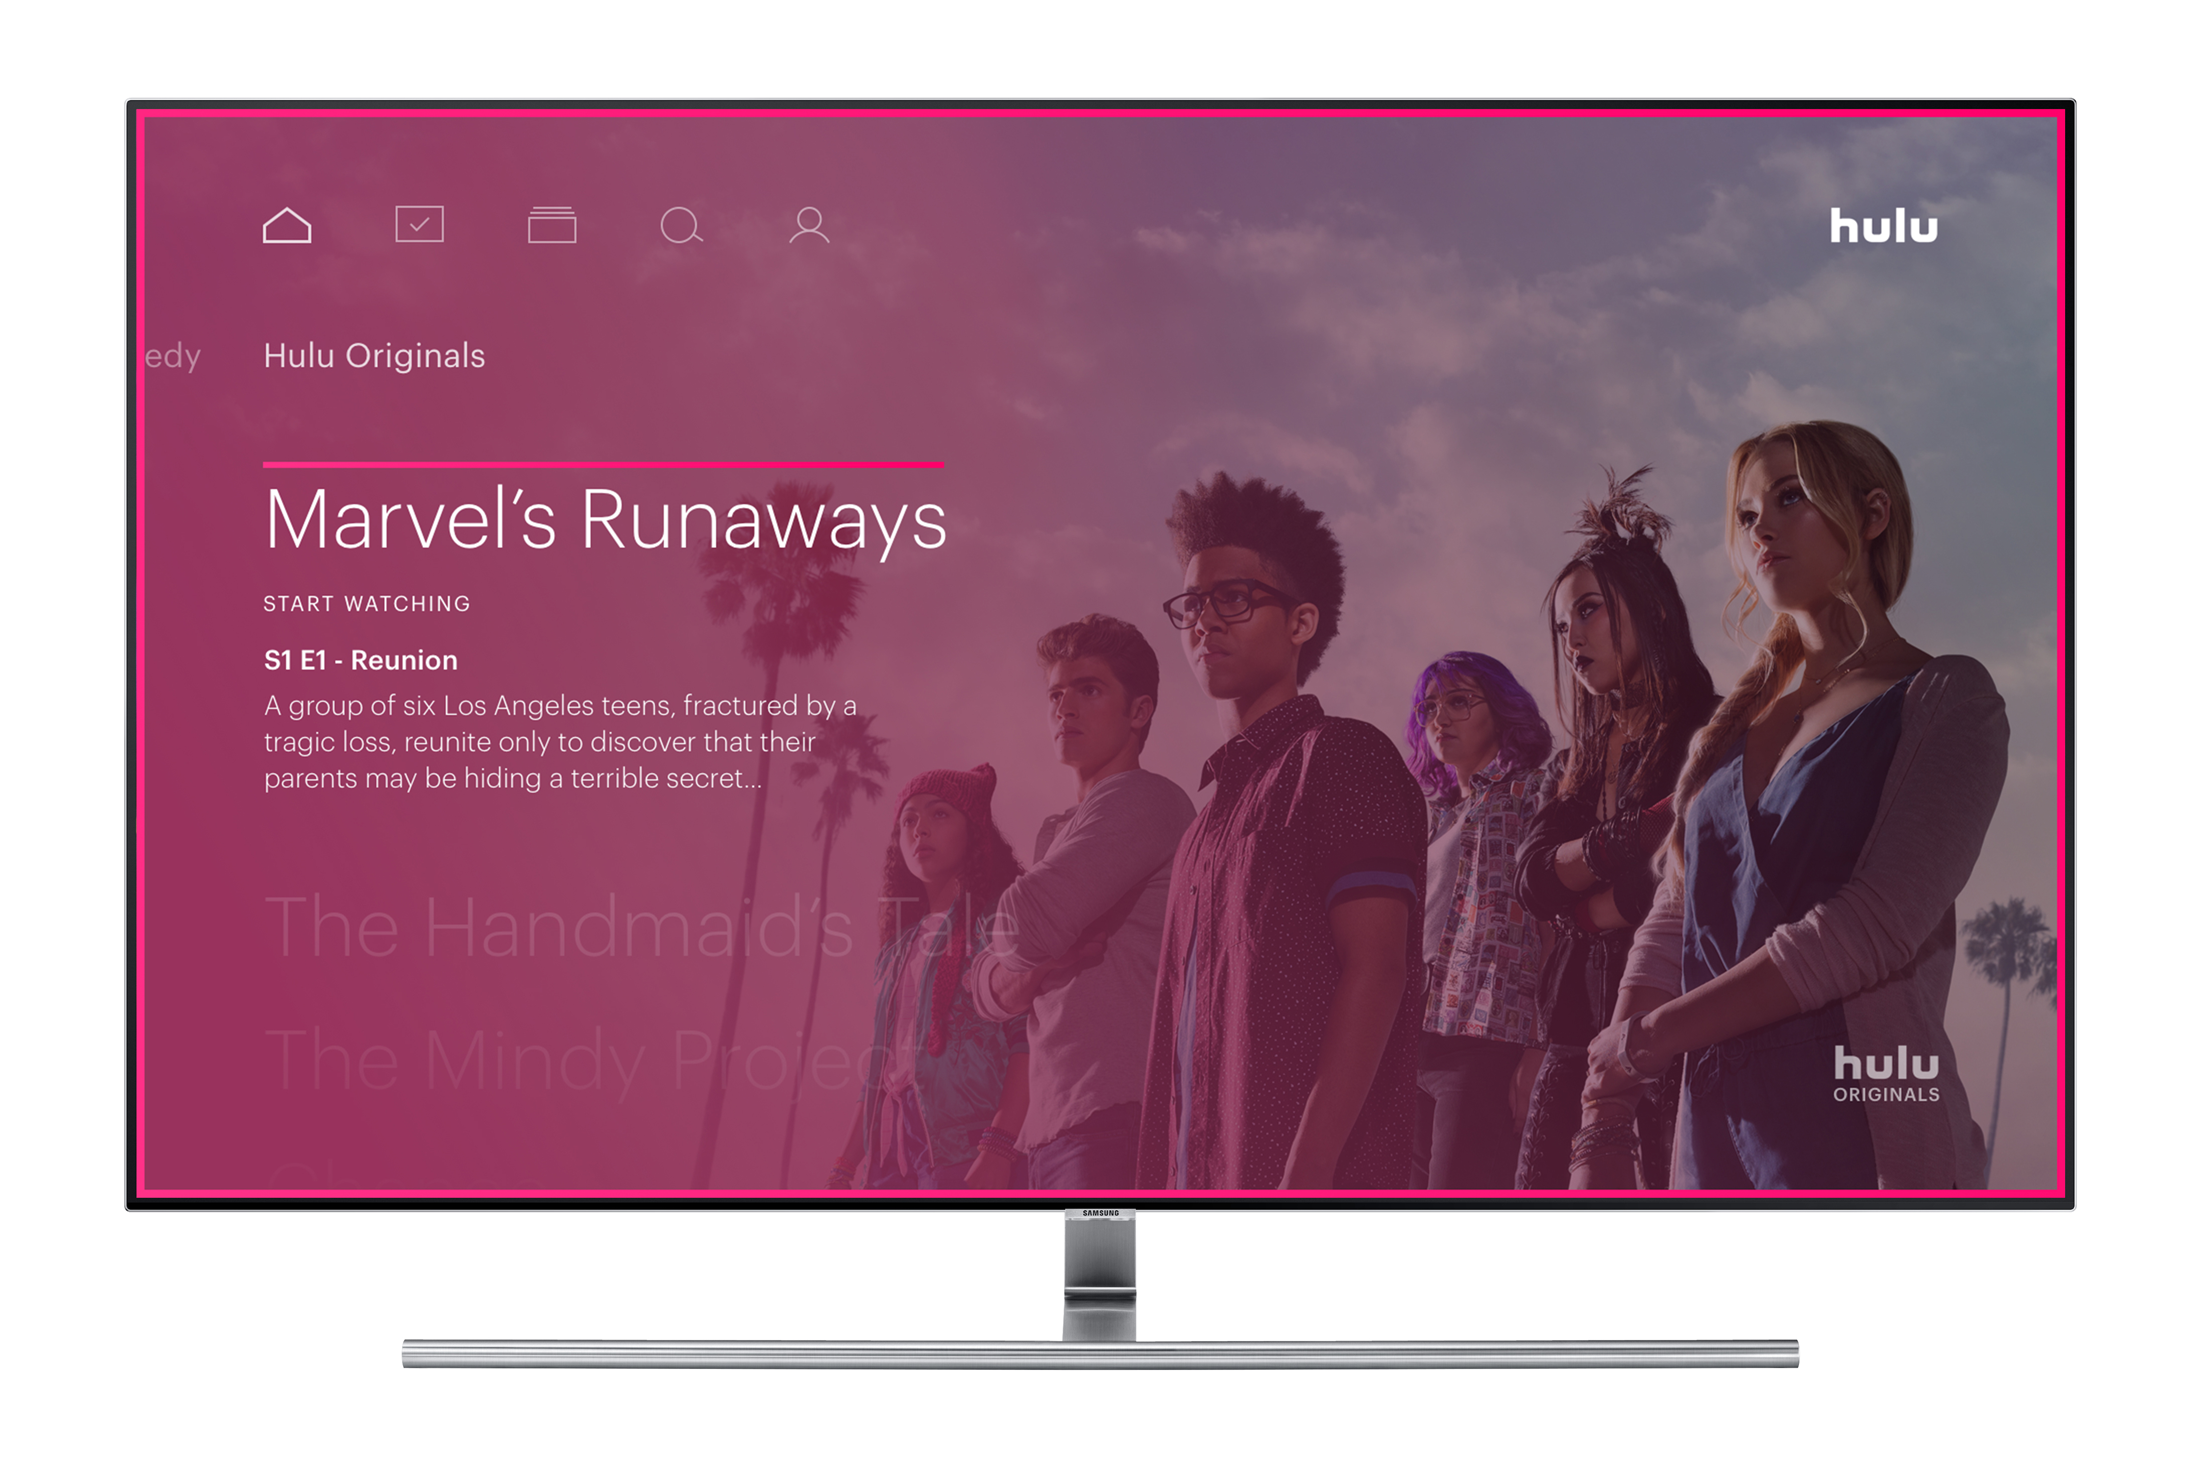 hulu
edy
Hulu Originals
Marvel's Runaways
START WATCHING
S1 E1 - Reunion
A group of six Los Angeles teens, fractured by a
tragic loss, reunite only to discover that their
parents may be hiding a terrible secret...
The Handmaid's Tale
The Mindy Project
hulu
ORIGINALS
SAMSUNG